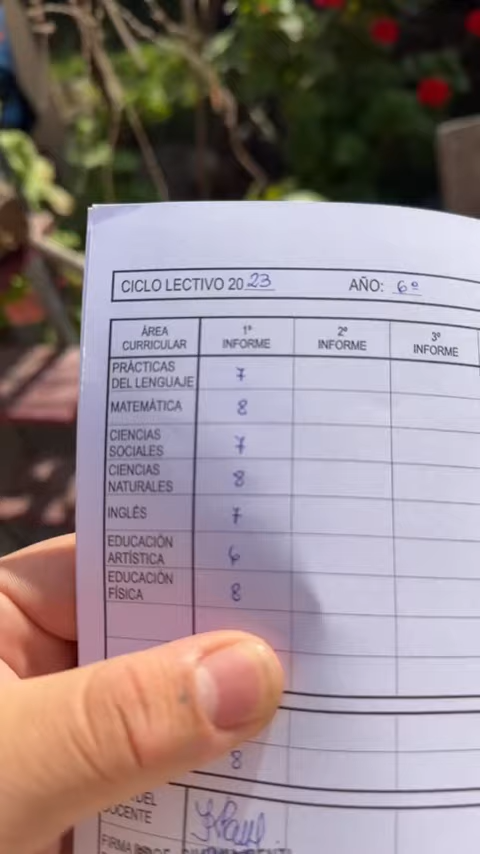 CICLO LECTIVO 2023 AÑO: 6º
ÁREA CURRICULAR 1º INFORME 2º INFORME 3º INFORME
PRÁCTICAS DEL LENGUAJE 7
MATEMÁTICA 8
CIENCIAS SOCIALES 7
CIENCIAS NATURALES 8
INGLÉS 7
EDUCACIÓN ARTÍSTICA 6
EDUCACIÓN FÍSICA 8
8
DEL
DOCENTE
FIRMA